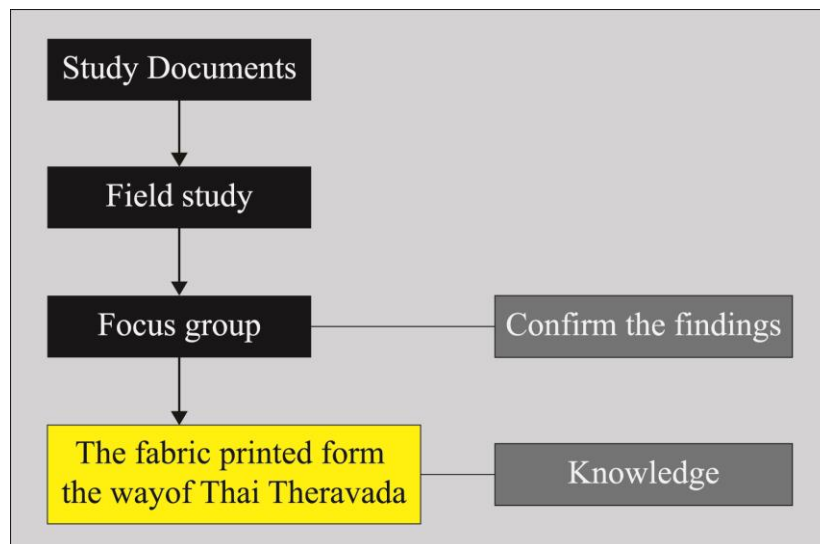 Study Documents
Field study
Focus group
Confirm the findings
The fabric printed form
the wayof Thai Theravada
Knowledge